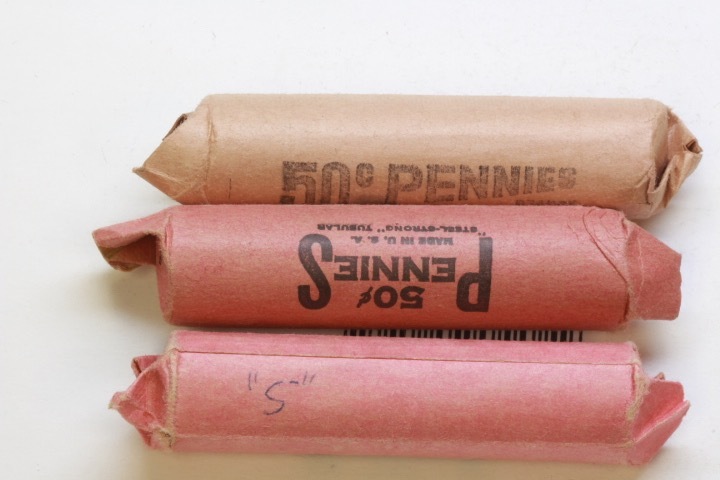 50¢ PENNIES
"STEEL-STRONG" TUBULAR
MADE IN U. S. A.
PENNIES
50¢
"S"